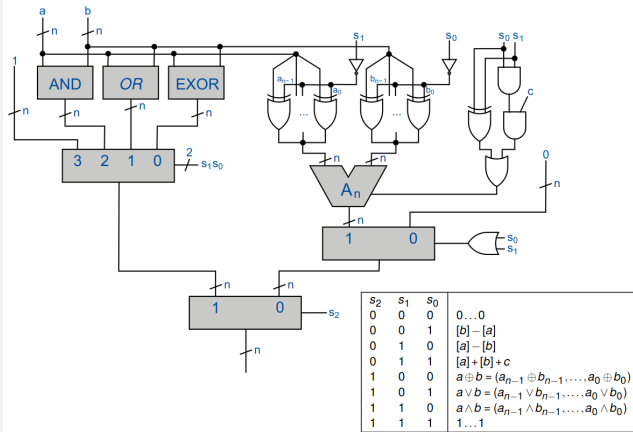 a b
n n
s₁ s₀ s₀ s₁
1
AND OR EXOR
aₙ₋₁ a₀ bₙ₋₁ b₀
... ...
c
n n n n
n n
3 2 1 0
2
s₁s₀
Aₙ
0
n
n
1 0
s₀
s₁
n n
1 0
s₂
n
s₂ s₁ s₀
0 0 0 0...0
0 0 1 [b]−[a]
0 1 0 [a]−[b]
0 1 1 [a]+[b]+c
1 0 0 a⊕b = (aₙ₋₁⊕bₙ₋₁,...,a₀⊕b₀)
1 0 1 a∨b = (aₙ₋₁∨bₙ₋₁,...,a₀∨b₀)
1 1 0 a∧b = (aₙ₋₁∧bₙ₋₁,...,a₀∧b₀)
1 1 1 1...1